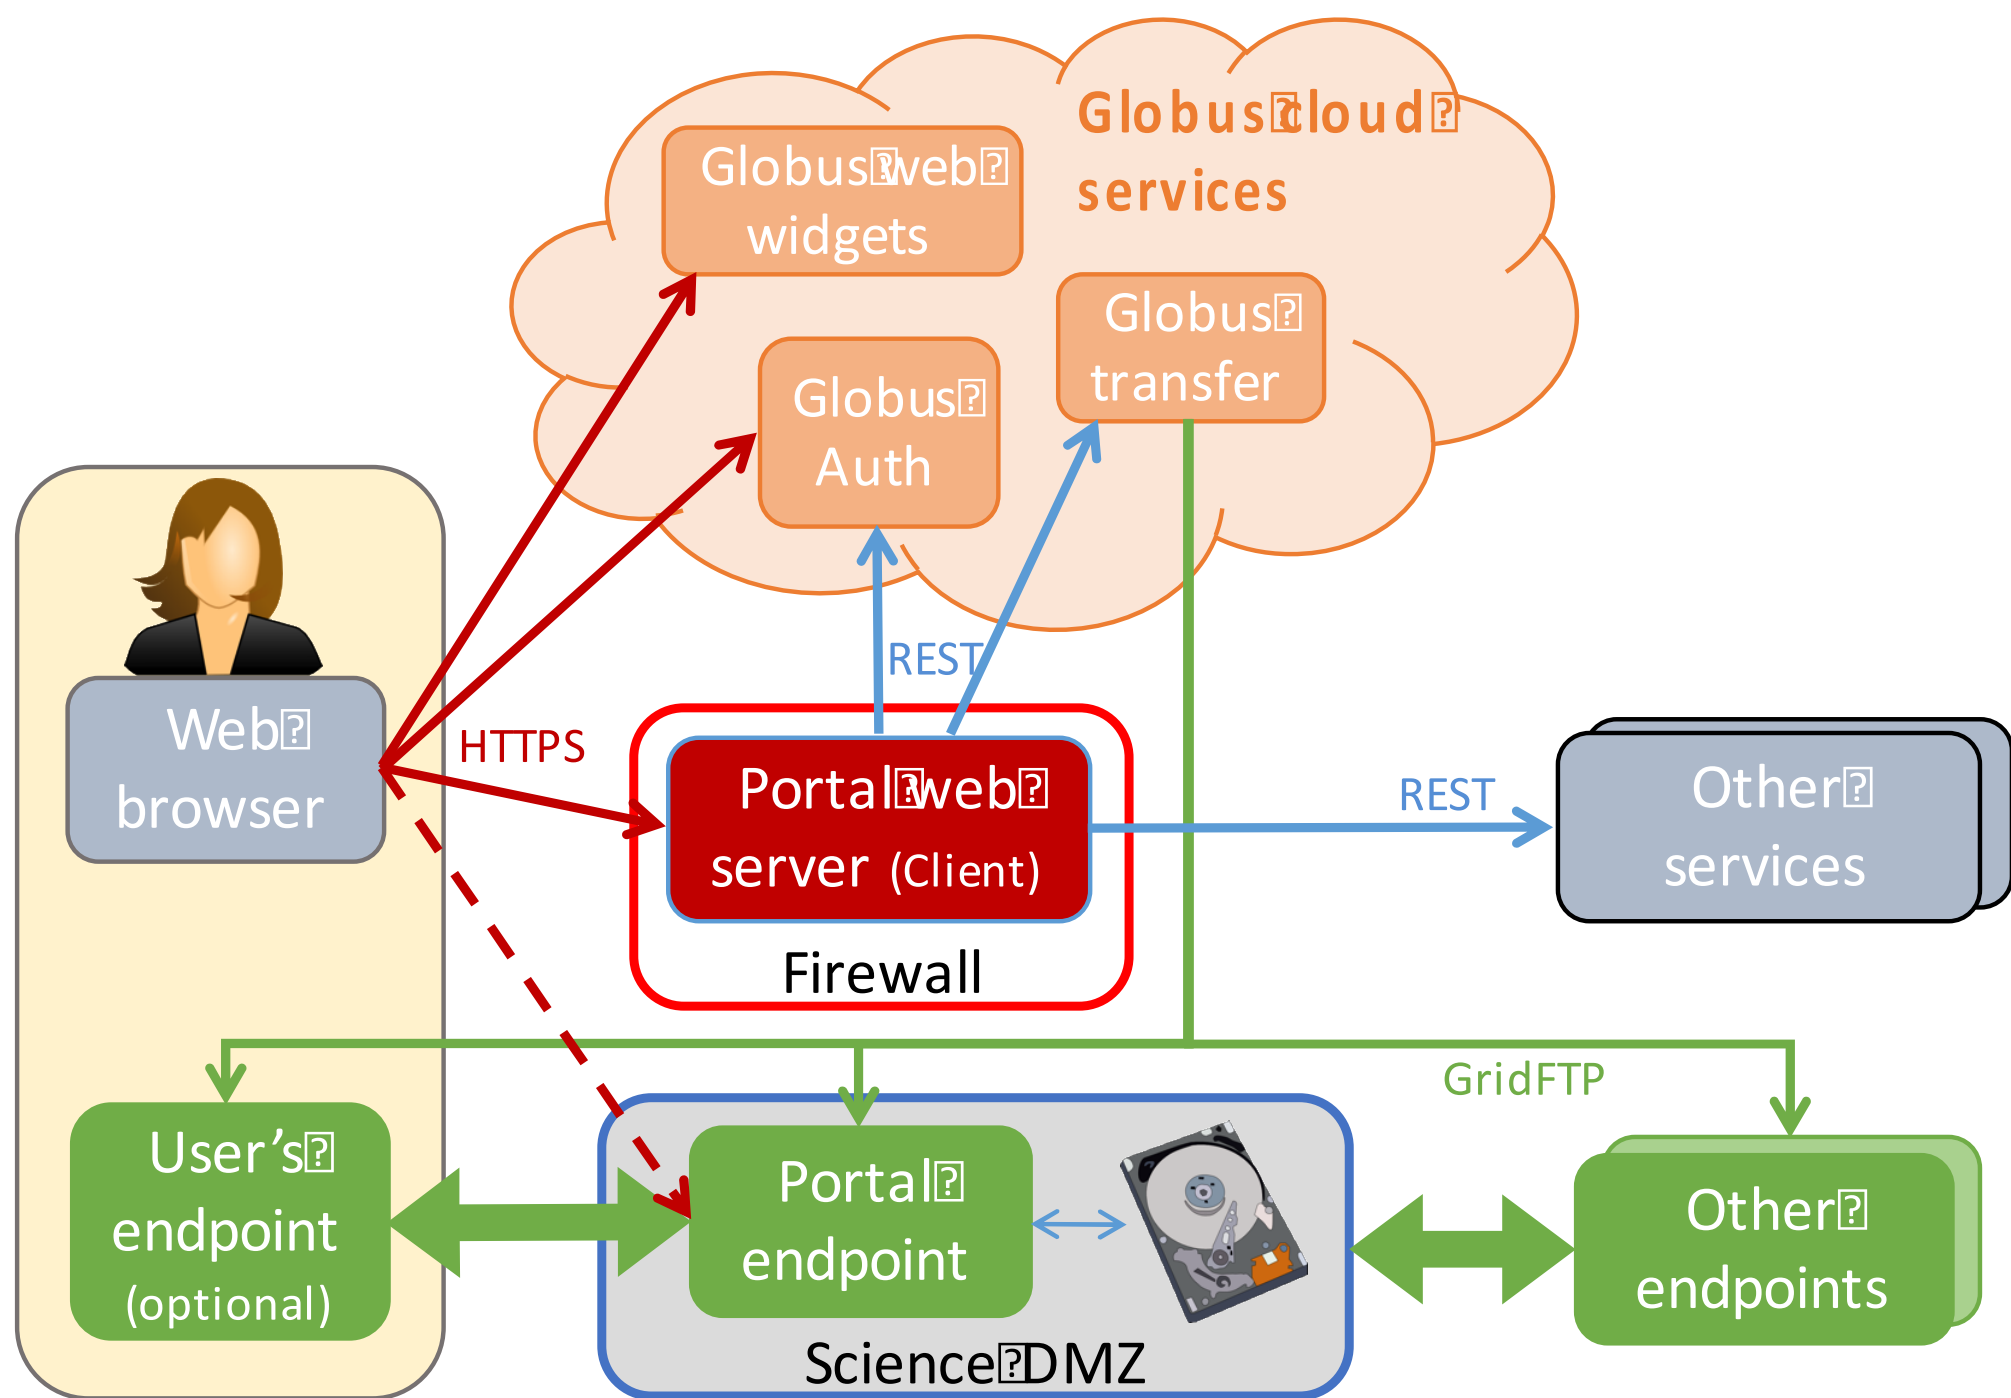 Globus cloud
services
Globus web
widgets
Globus
transfer
Globus
Auth
REST
Web
browser
HTTPS
Portal web
server (Client)
Firewall
REST
Other
services
GridFTP
User's
endpoint
(optional)
Portal
endpoint
Other
endpoints
Science DMZ